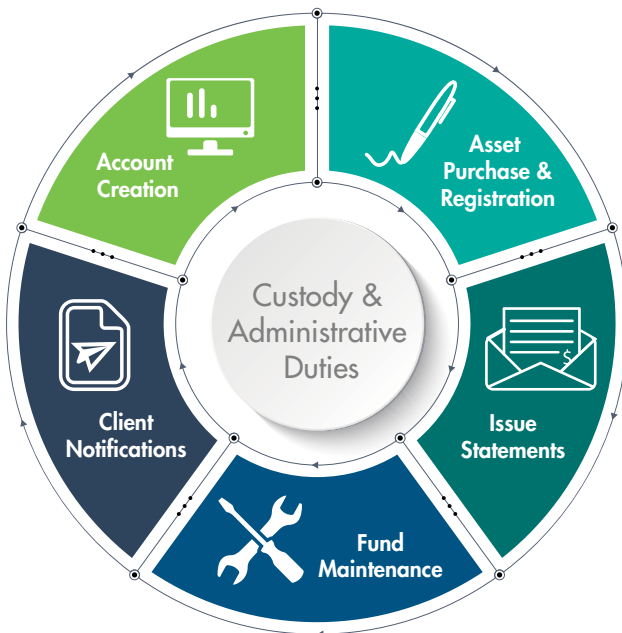 Account
Creation
Asset
Purchase &
Registration
Custody &
Administrative
Duties
Client
Notifications
$
Issue
Statements
Fund
Maintenance